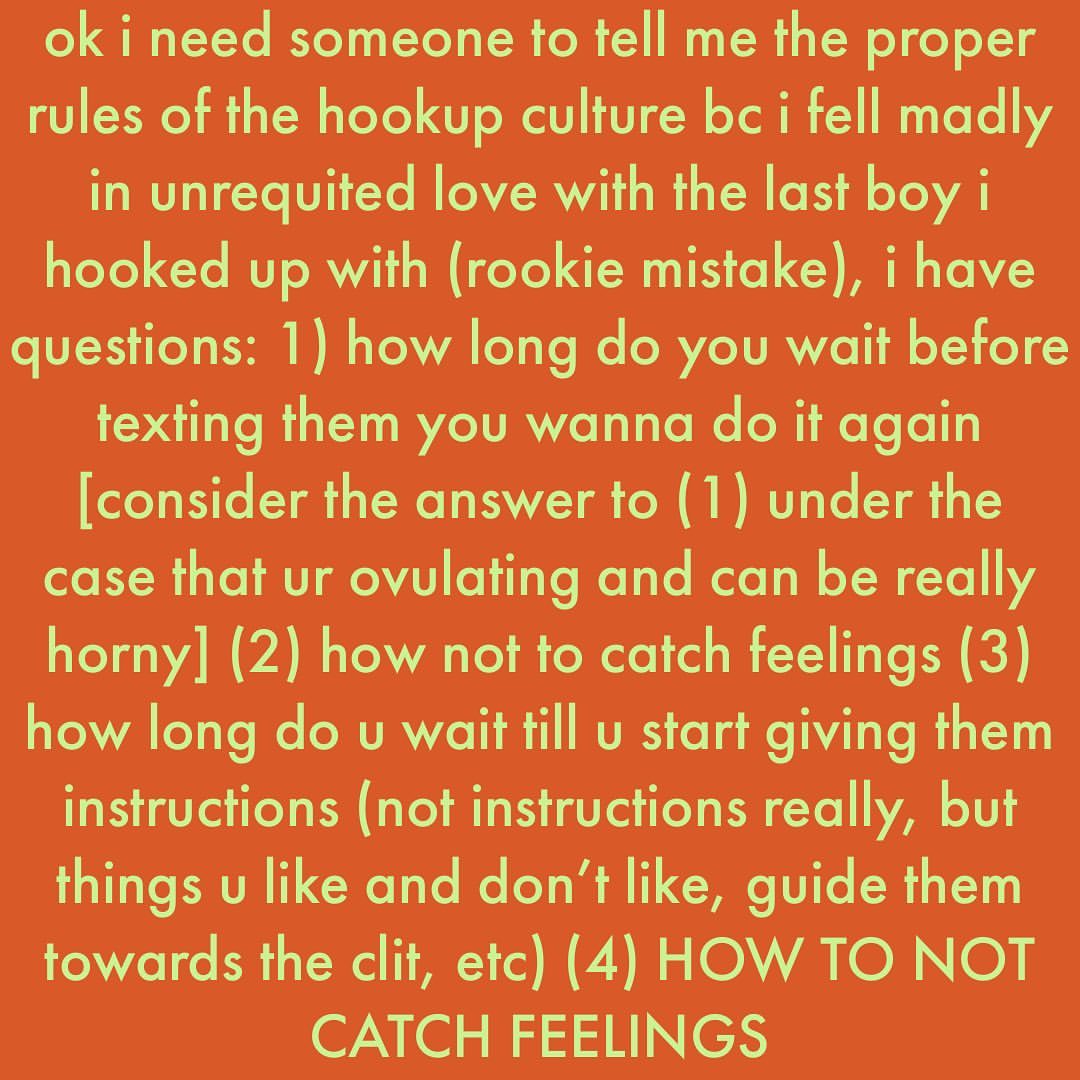 ok i need someone to tell me the proper
rules of the hookup culture bc i fell madly
in unrequited love with the last boy i
hooked up with (rookie mistake), i have
questions: 1) how long do you wait before
texting them you wanna do it again
[consider the answer to (1) under the
case that ur ovulating and can be really
horny] (2) how not to catch feelings (3)
how long do u wait till u start giving them
instructions (not instructions really, but
things u like and don’t like, guide them
towards the clit, etc) (4) HOW TO NOT
CATCH FEELINGS